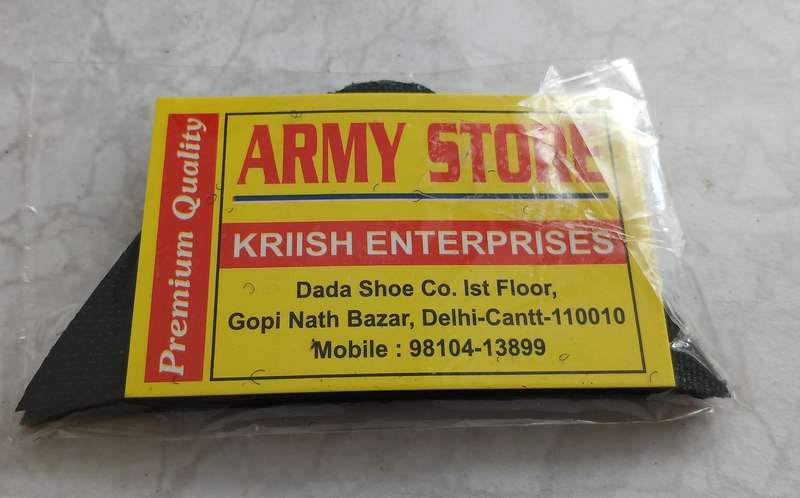 Premium Quality
ARMY STORE
KRIISH ENTERPRISES
Dada Shoe Co. Ist Floor,
Gopi Nath Bazar, Delhi-Cantt-110010
Mobile : 98104-13899